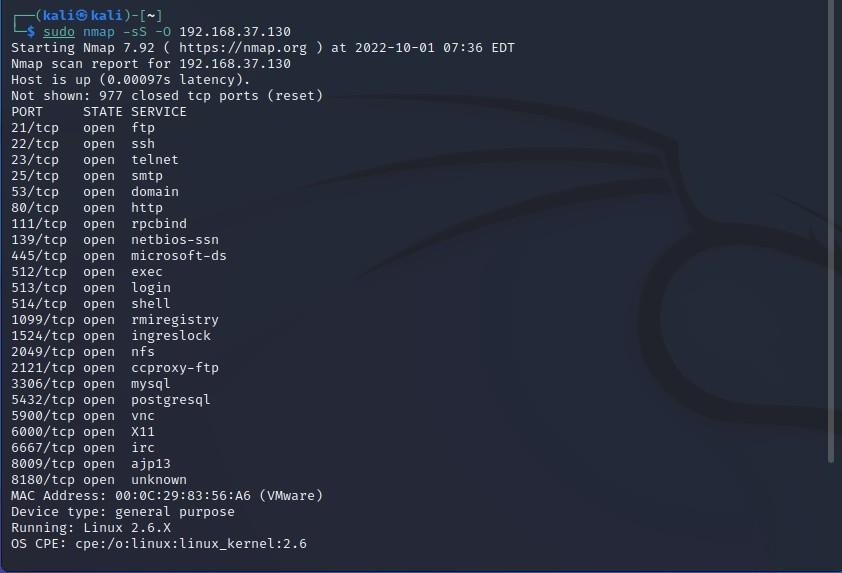 ┌──(kali㉿kali)-[~]
└─$ sudo nmap -sS -O 192.168.37.130
Starting Nmap 7.92 ( https://nmap.org ) at 2022-10-01 07:36 EDT
Nmap scan report for 192.168.37.130
Host is up (0.00097s latency).
Not shown: 977 closed tcp ports (reset)
PORT     STATE SERVICE
21/tcp   open  ftp
22/tcp   open  ssh
23/tcp   open  telnet
25/tcp   open  smtp
53/tcp   open  domain
80/tcp   open  http
111/tcp  open  rpcbind
139/tcp  open  netbios-ssn
445/tcp  open  microsoft-ds
512/tcp  open  exec
513/tcp  open  login
514/tcp  open  shell
1099/tcp open  rmiregistry
1524/tcp open  ingreslock
2049/tcp open  nfs
2121/tcp open  ccproxy-ftp
3306/tcp open  mysql
5432/tcp open  postgresql
5900/tcp open  vnc
6000/tcp open  X11
6667/tcp open  irc
8009/tcp open  ajp13
8180/tcp open  unknown
MAC Address: 00:0C:29:83:56:A6 (VMware)
Device type: general purpose
Running: Linux 2.6.X
OS CPE: cpe:/o:linux:linux_kernel:2.6